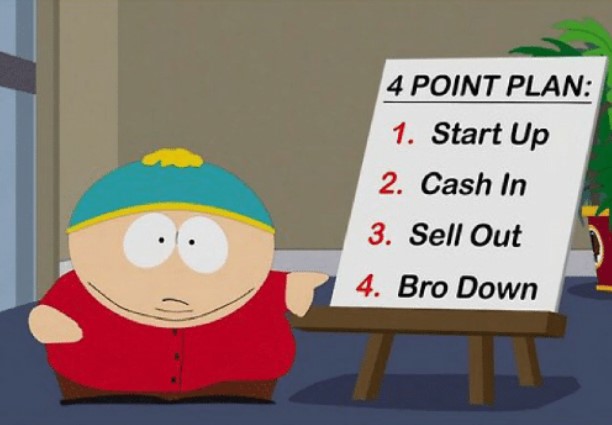 4 POINT PLAN:
1. Start Up
2. Cash In
3. Sell Out
4. Bro Down